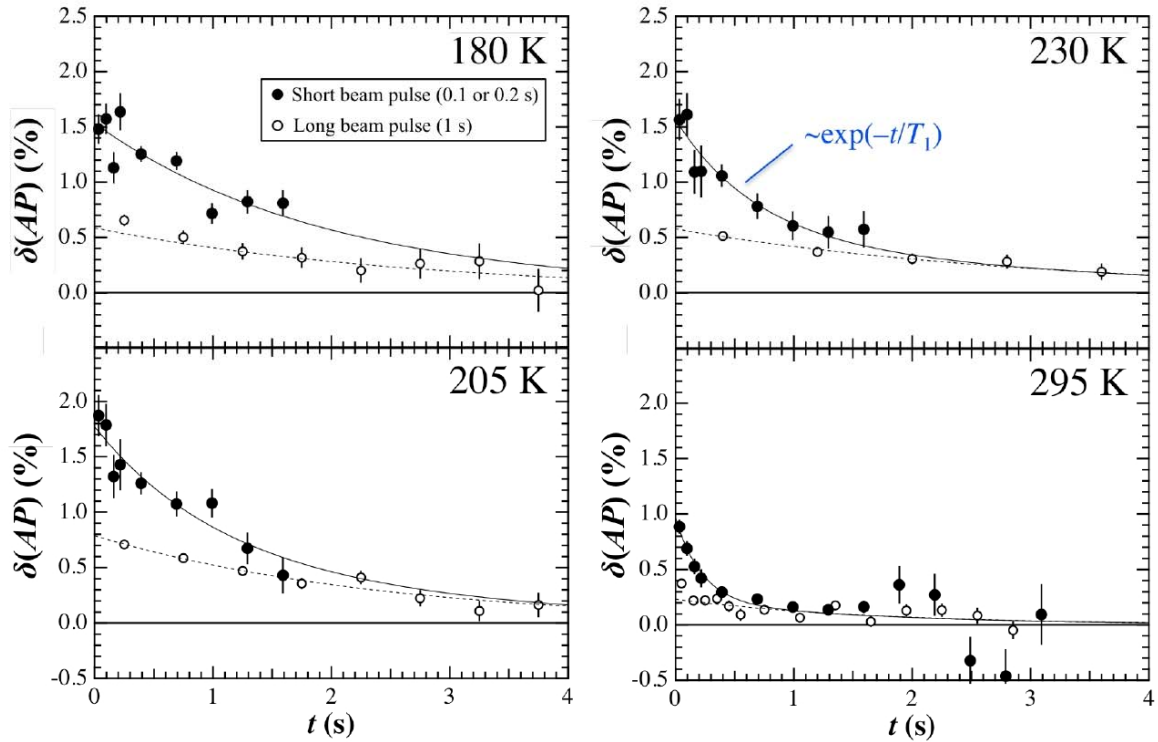 180 K
● Short beam pulse (0.1 or 0.2 s)
○ Long beam pulse (1 s)
δ(AP) (%)
2.5
2.0
1.5
1.0
0.5
0.0
230 K
~exp(−t/T₁)
δ(AP) (%)
2.5
2.0
1.5
1.0
0.5
0.0
205 K
δ(AP) (%)
2.0
1.5
1.0
0.5
0.0
-0.5
0 1 2 3 4
t (s)
295 K
δ(AP) (%)
2.0
1.5
1.0
0.5
0.0
-0.5
0 1 2 3 4
t (s)